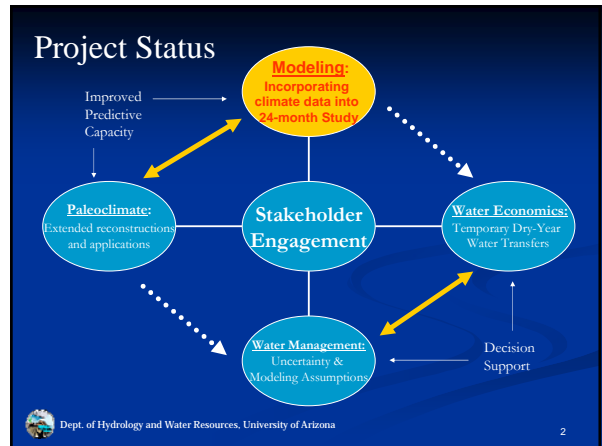 Project Status
Modeling:
Incorporating
climate data into
24-month Study
Improved
Predictive
Capacity
Paleoclimate:
Extended reconstructions
and applications
Stakeholder
Engagement
Water Economics:
Temporary Dry-Year
Water Transfers
Water Management:
Uncertainty &
Modeling Assumptions
Decision
Support
Dept. of Hydrology and Water Resources, University of Arizona
2